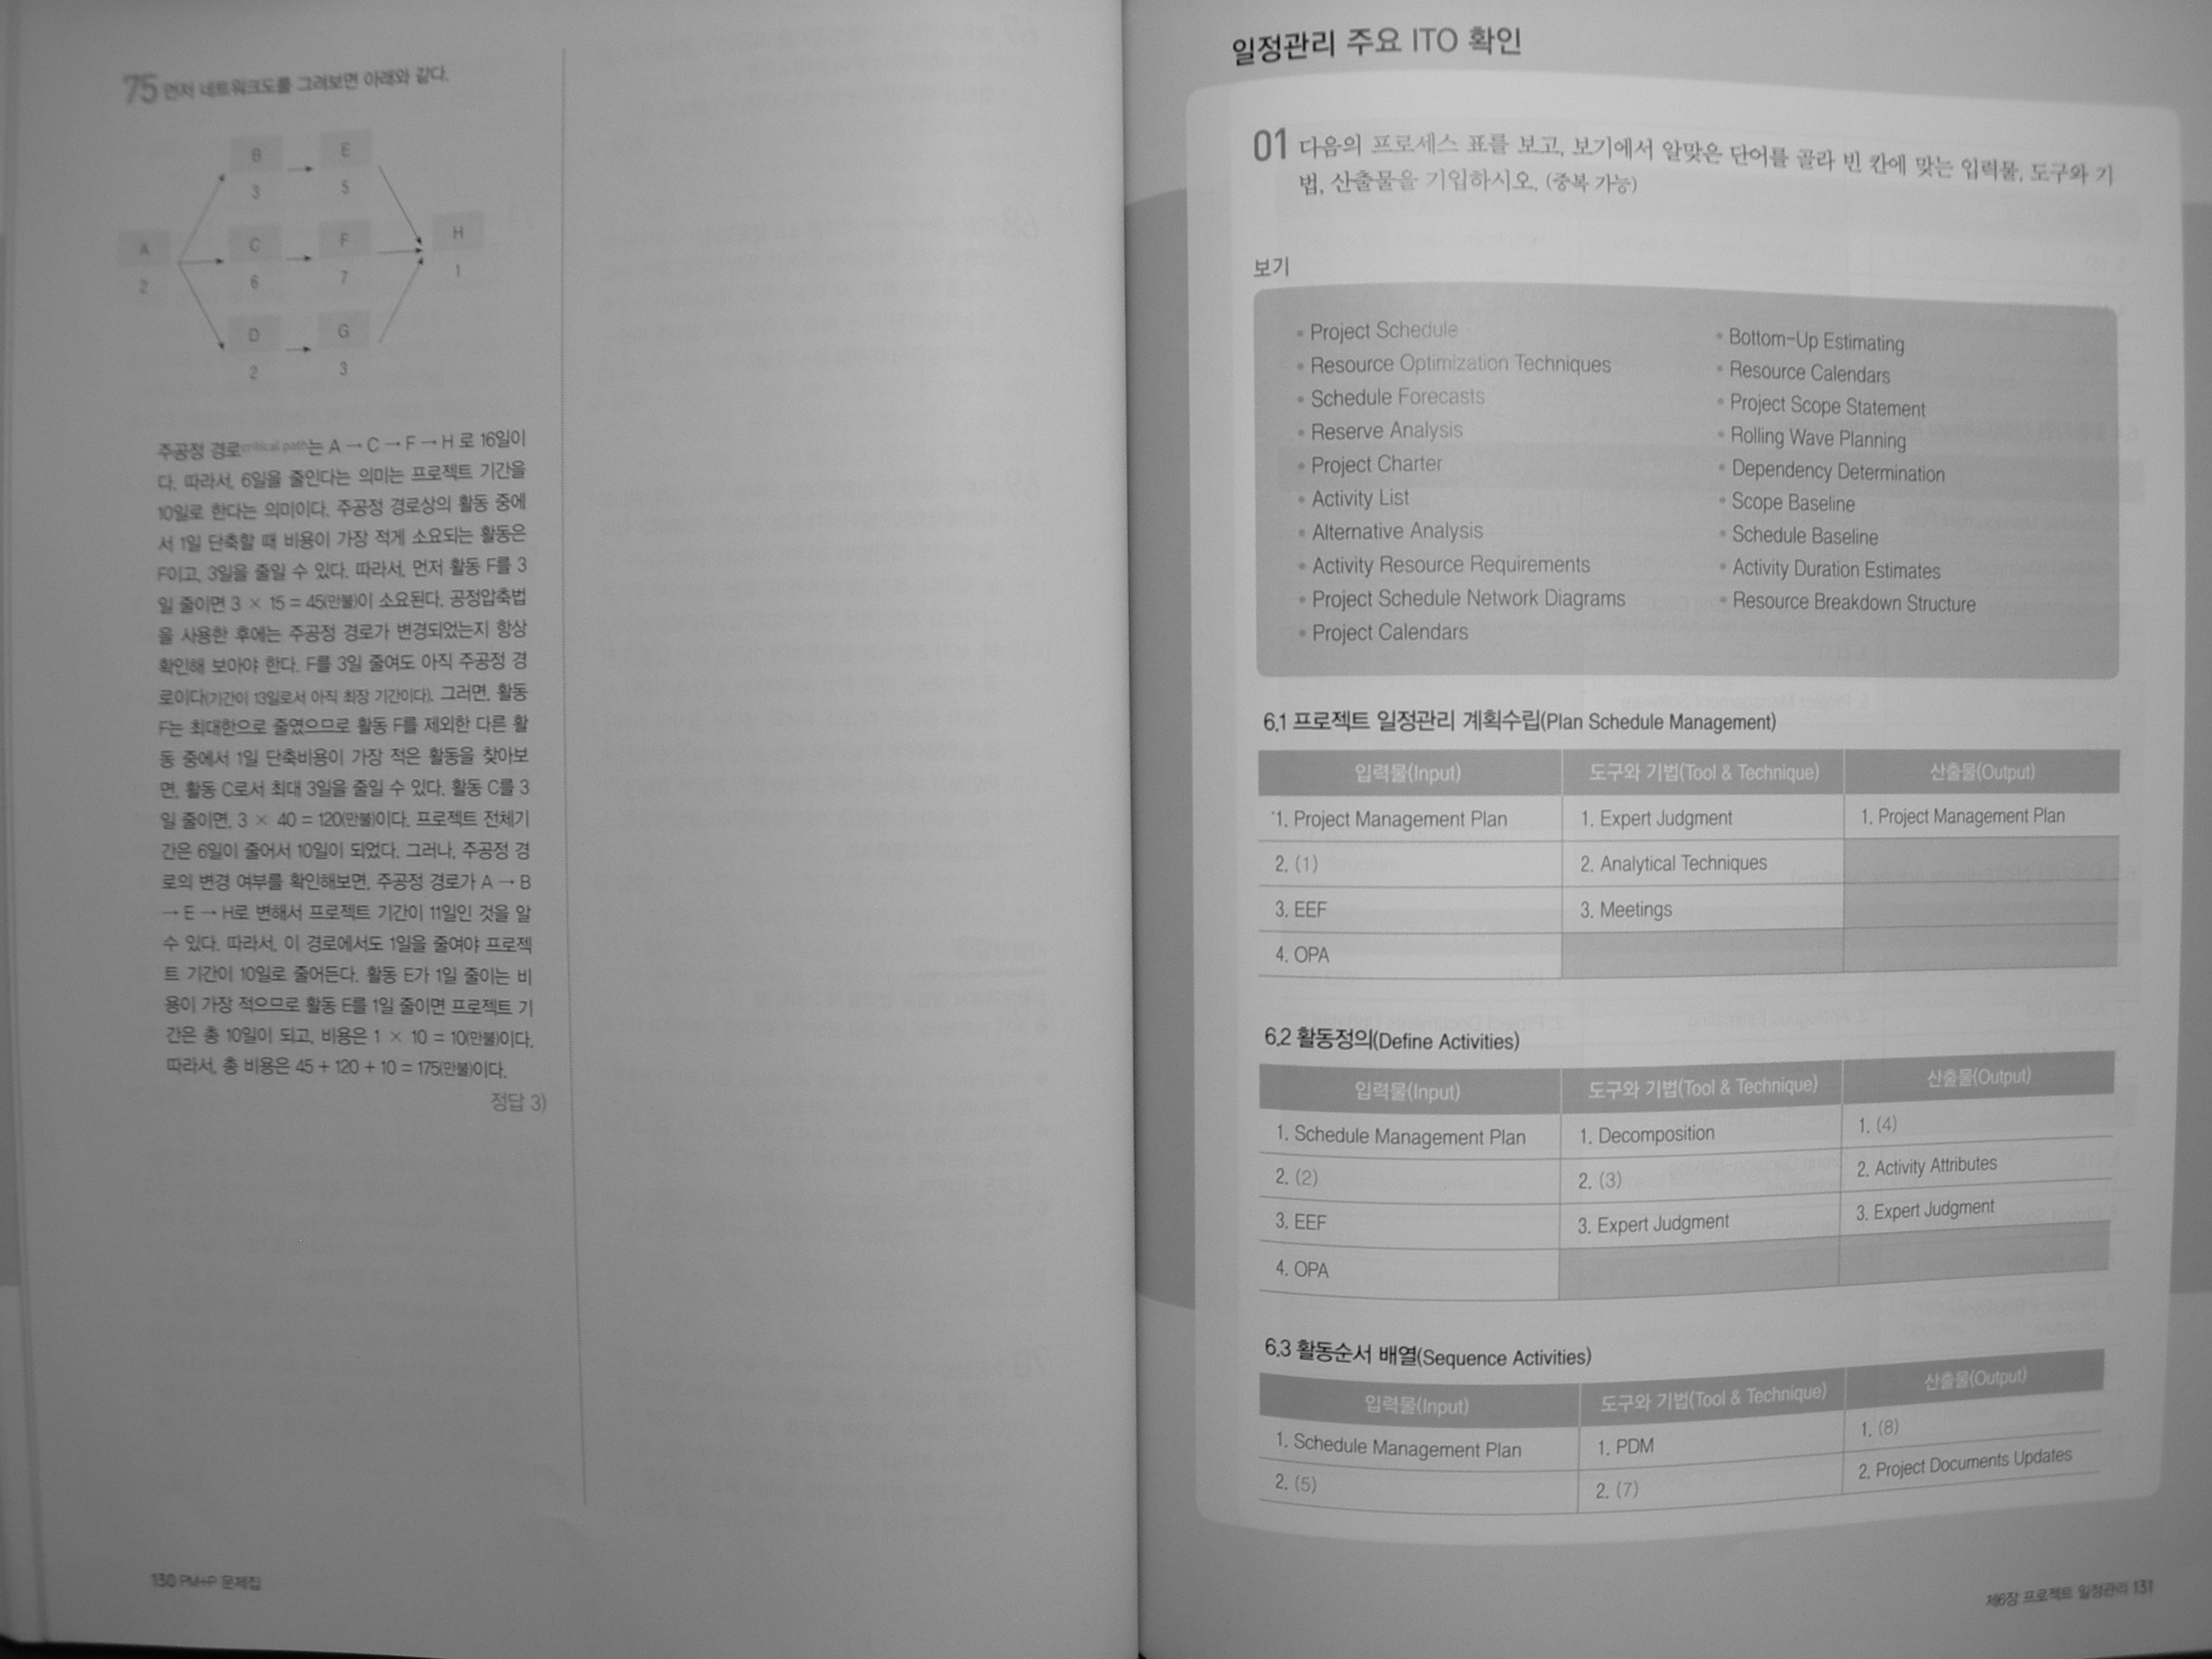 75 먼저 네트워크도를 그려보면 아래와 같다.
B
E
3
5
A
C
F
H
2
6
7
1
D
G
2
3
주공정 경로critical path는 A → C → F → H 로 16일이
다. 따라서, 6일을 줄인다는 의미는 프로젝트 기간을
10일로 한다는 의미이다. 주공정 경로상의 활동 중에
서 1일 단축할 때 비용이 가장 적게 소요되는 활동은
F이고, 3일을 줄일 수 있다. 따라서, 먼저 활동 F를 3
일 줄이면 3 × 15 = 45(만불)이 소요된다. 공정압축법
을 사용한 후에는 주공정 경로가 변경되었는지 항상
확인해 보아야 한다. F를 3일 줄여도 아직 주공정 경
로이다(기간이 13일로서 아직 최장 기간이다). 그러면, 활동
F는 최대한으로 줄였으므로 활동 F를 제외한 다른 활
동 중에서 1일 단축비용이 가장 적은 활동을 찾아보
면, 활동 C로서 최대 3일을 줄일 수 있다. 활동 C를 3
일 줄이면, 3 × 40 = 120(만불)이다. 프로젝트 전체기
간은 6일이 줄어서 10일이 되었다. 그러나, 주공정 경
로의 변경 여부를 확인해보면, 주공정 경로가 A → B
→ E → H로 변해서 프로젝트 기간이 11일인 것을 알
수 있다. 따라서, 이 경로에서도 1일을 줄여야 프로젝
트 기간이 10일로 줄어든다. 활동 E가 1일 줄이는 비
용이 가장 적으므로 활동 E를 1일 줄이면 프로젝트 기
간은 총 10일이 되고, 비용은 1 × 10 = 10(만불)이다.
따라서, 총 비용은 45 + 120 + 10 = 175(만불)이다.
정답 3)
130 PM+P 문제집
일정관리 주요 ITO 확인
01 다음의 프로세스 표를 보고, 보기에서 알맞은 단어를 골라 빈 칸에 맞는 입력물, 도구와 기
법, 산출물을 기입하시오. (중복 가능)
보기
• Project Schedule
• Resource Optimization Techniques
• Schedule Forecasts
• Reserve Analysis
• Project Charter
• Activity List
• Alternative Analysis
• Activity Resource Requirements
• Project Schedule Network Diagrams
• Project Calendars
• Bottom-Up Estimating
• Resource Calendars
• Project Scope Statement
• Rolling Wave Planning
• Dependency Determination
• Scope Baseline
• Schedule Baseline
• Activity Duration Estimates
• Resource Breakdown Structure
6.1 프로젝트 일정관리 계획수립(Plan Schedule Management)
입력물(Input) 도구와 기법(Tool & Technique) 산출물(Output)
1. Project Management Plan 1. Expert Judgment 1. Project Management Plan
2. (1) 2. Analytical Techniques
3. EEF 3. Meetings
4. OPA
6.2 활동정의(Define Activities)
입력물(Input) 도구와 기법(Tool & Technique) 산출물(Output)
1. Schedule Management Plan 1. Decomposition 1. (4)
2. (2) 2. (3) 2. Activity Attributes
3. EEF 3. Expert Judgment 3. Expert Judgment
4. OPA
6.3 활동순서 배열(Sequence Activities)
입력물(Input) 도구와 기법(Tool & Technique) 산출물(Output)
1. Schedule Management Plan 1. PDM 1. (8)
2. (5) 2. (7) 2. Project Documents Updates
제6장 프로젝트 일정관리 131